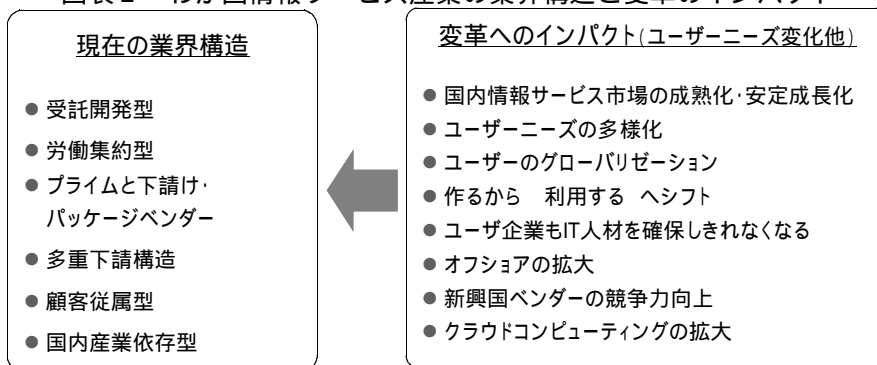 現在の業界構造
● 受託開発型
● 労働集約型
● プライムと下請け・
パッケージベンダー
● 多重下請構造
● 顧客従属型
● 国内産業依存型
変革へのインパクト(ユーザーニーズ変化他)
● 国内情報サービス市場の成熟化・安定成長化
● ユーザーニーズの多様化
● ユーザーのグローバリゼーション
● 作るから 利用する へシフト
● ユーザ企業もIT人材を確保しきれなくなる
● オフショアの拡大
● 新興国ベンダーの競争力向上
● クラウドコンピューティングの拡大